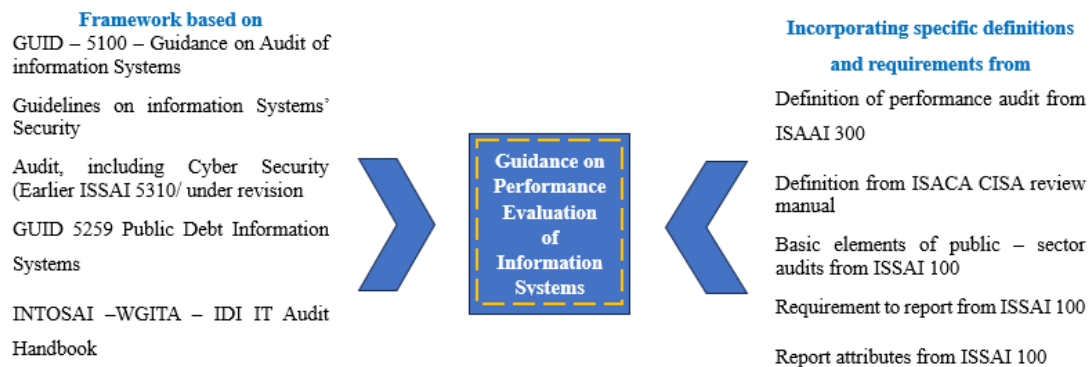 Framework based on
GUID – 5100 – Guidance on Audit of
information Systems
Guidelines on information Systems’
Security
Audit, including Cyber Security
(Earlier ISSAI 5310/ under revision
GUID 5259 Public Debt Information
Systems
INTOSAI –WGITA – IDI IT Audit
Handbook
Guidance on
Performance
Evaluation
of
Information
Systems
Incorporating specific definitions
and requirements from
Definition of performance audit from
ISAAI 300
Definition from ISACA CISA review
manual
Basic elements of public – sector
audits from ISSAI 100
Requirement to report from ISSAI 100
Report attributes from ISSAI 100